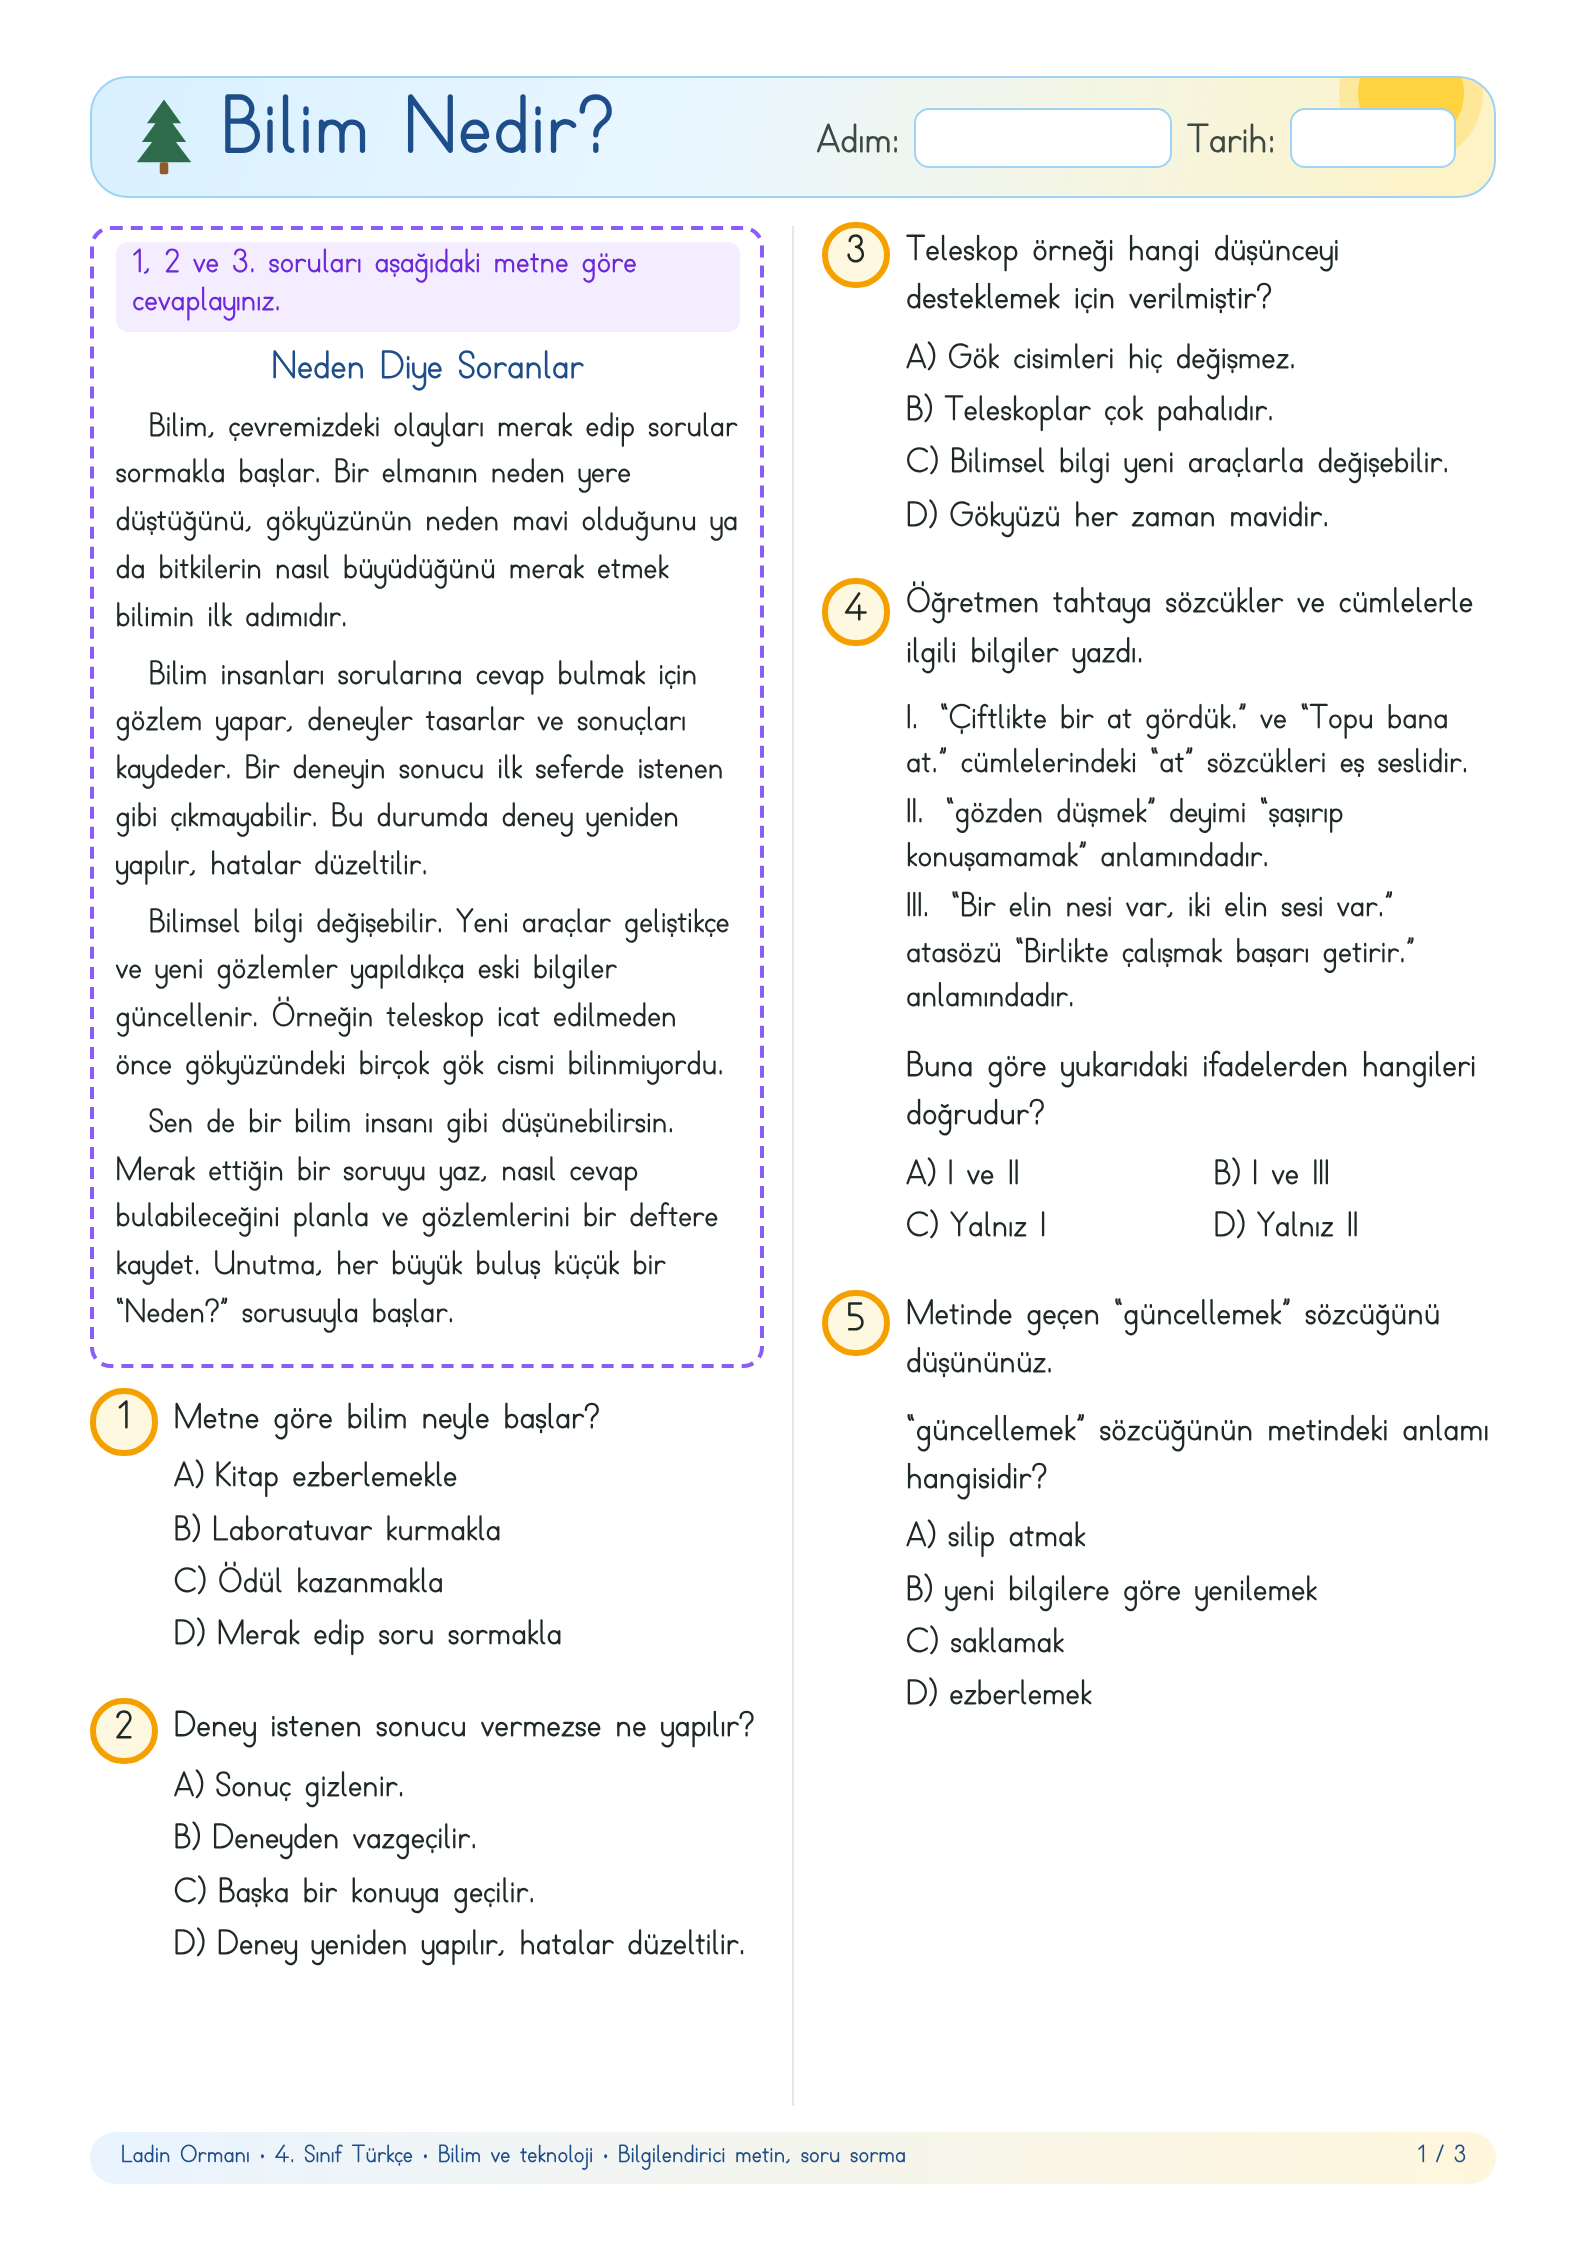 Bilim Nedir?
Adım:
Tarih:
1, 2 ve 3. soruları aşağıdaki metne göre
cevaplayınız.
Neden Diye Soranlar
Bilim, çevremizdeki olayları merak edip sorular
sormakla başlar. Bir elmanın neden yere
düştüğünü, gökyüzünün neden mavi olduğunu ya
da bitkilerin nasıl büyüdüğünü merak etmek
bilimin ilk adımıdır.
Bilim insanları sorularına cevap bulmak için
gözlem yapar, deneyler tasarlar ve sonuçları
kaydeder. Bir deneyin sonucu ilk seferde istenen
gibi çıkmayabilir. Bu durumda deney yeniden
yapılır, hatalar düzeltilir.
Bilimsel bilgi değişebilir. Yeni araçlar geliştikçe
ve yeni gözlemler yapıldıkça eski bilgiler
güncellenir. Örneğin teleskop icat edilmeden
önce gökyüzündeki birçok gök cismi bilinmiyordu.
Sen de bir bilim insanı gibi düşünebilirsin.
Merak ettiğin bir soruyu yaz, nasıl cevap
bulabileceğini planla ve gözlemlerini bir deftere
kaydet. Unutma, her büyük buluş küçük bir
“Neden?” sorusuyla başlar.
1
Metne göre bilim neyle başlar?
A) Kitap ezberlemekle
B) Laboratuvar kurmakla
C) Ödül kazanmakla
D) Merak edip soru sormakla
2
Deney istenen sonucu vermezse ne yapılır?
A) Sonuç gizlenir.
B) Deneyden vazgeçilir.
C) Başka bir konuya geçilir.
D) Deney yeniden yapılır, hatalar düzeltilir.
3
Teleskop örneği hangi düşünceyi
desteklemek için verilmiştir?
A) Gök cisimleri hiç değişmez.
B) Teleskoplar çok pahalıdır.
C) Bilimsel bilgi yeni araçlarla değişebilir.
D) Gökyüzü her zaman mavidir.
4
Öğretmen tahtaya sözcükler ve cümlelerle
ilgili bilgiler yazdı.
I. “Çiftlikte bir at gördük.” ve “Topu bana
at.” cümlelerindeki “at” sözcükleri eş seslidir.
II. “gözden düşmek” deyimi “şaşırıp
konuşamamak” anlamındadır.
III. “Bir elin nesi var, iki elin sesi var.”
atasözü “Birlikte çalışmak başarı getirir.”
anlamındadır.
Buna göre yukarıdaki ifadelerden hangileri
doğrudur?
A) I ve II
B) I ve III
C) Yalnız I
D) Yalnız II
5
Metinde geçen “güncellemek” sözcüğünü
düşününüz.
“güncellemek” sözcüğünün metindeki anlamı
hangisidir?
A) silip atmak
B) yeni bilgilere göre yenilemek
C) saklamak
D) ezberlemek
Ladin Ormanı • 4. Sınıf Türkçe • Bilim ve teknoloji • Bilgilendirici metin, soru sorma
1 / 3